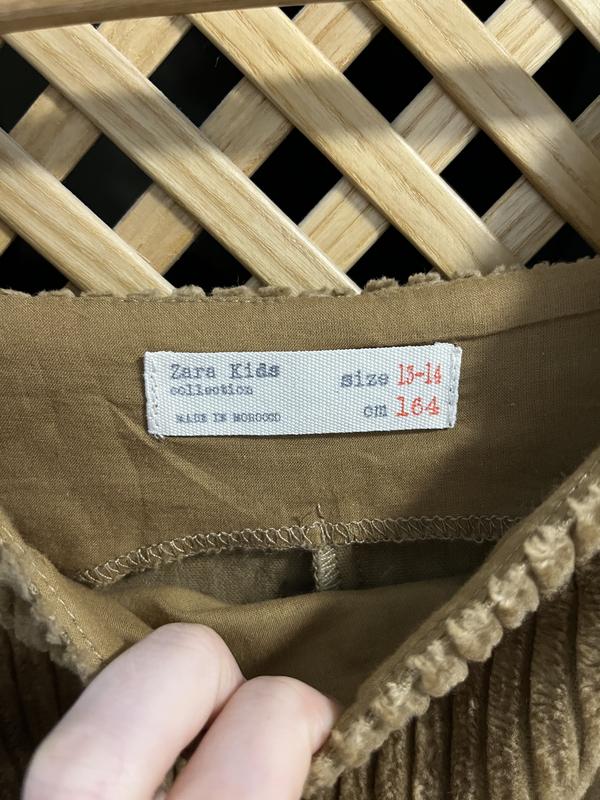 Zara Kids
collection
MADE IN MOROCCO
size 13-14
cm 164